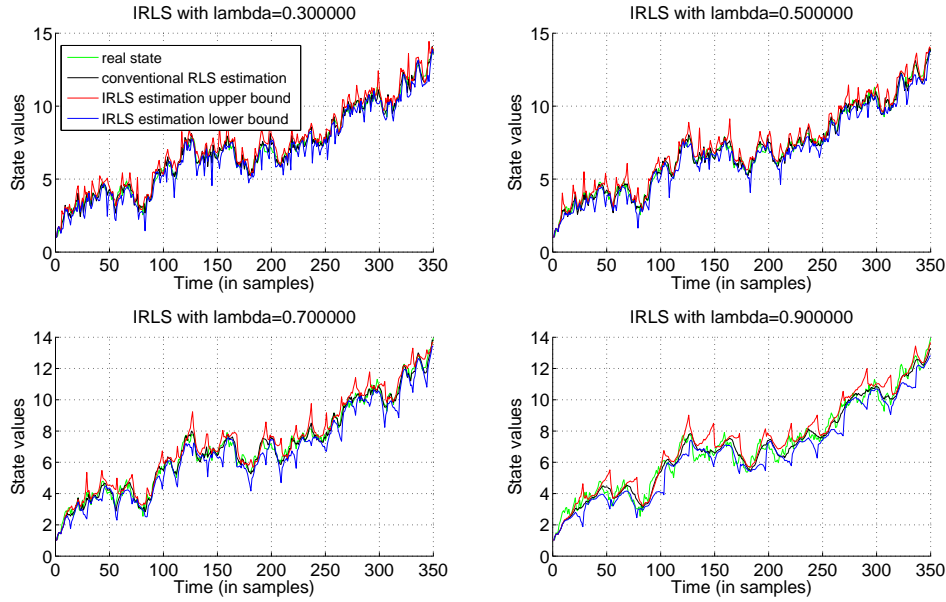 IRLS with lambda=0.300000
State values
15
10
5
0
real state
conventional RLS estimation
IRLS estimation upper bound
IRLS estimation lower bound
0 50 100 150 200 250 300 350
Time (in samples)
IRLS with lambda=0.500000
State values
15
10
5
0
0 50 100 150 200 250 300 350
Time (in samples)
IRLS with lambda=0.700000
State values
14
12
10
8
6
4
2
0
0 50 100 150 200 250 300 350
Time (in samples)
IRLS with lambda=0.900000
State values
14
12
10
8
6
4
2
0
0 50 100 150 200 250 300 350
Time (in samples)